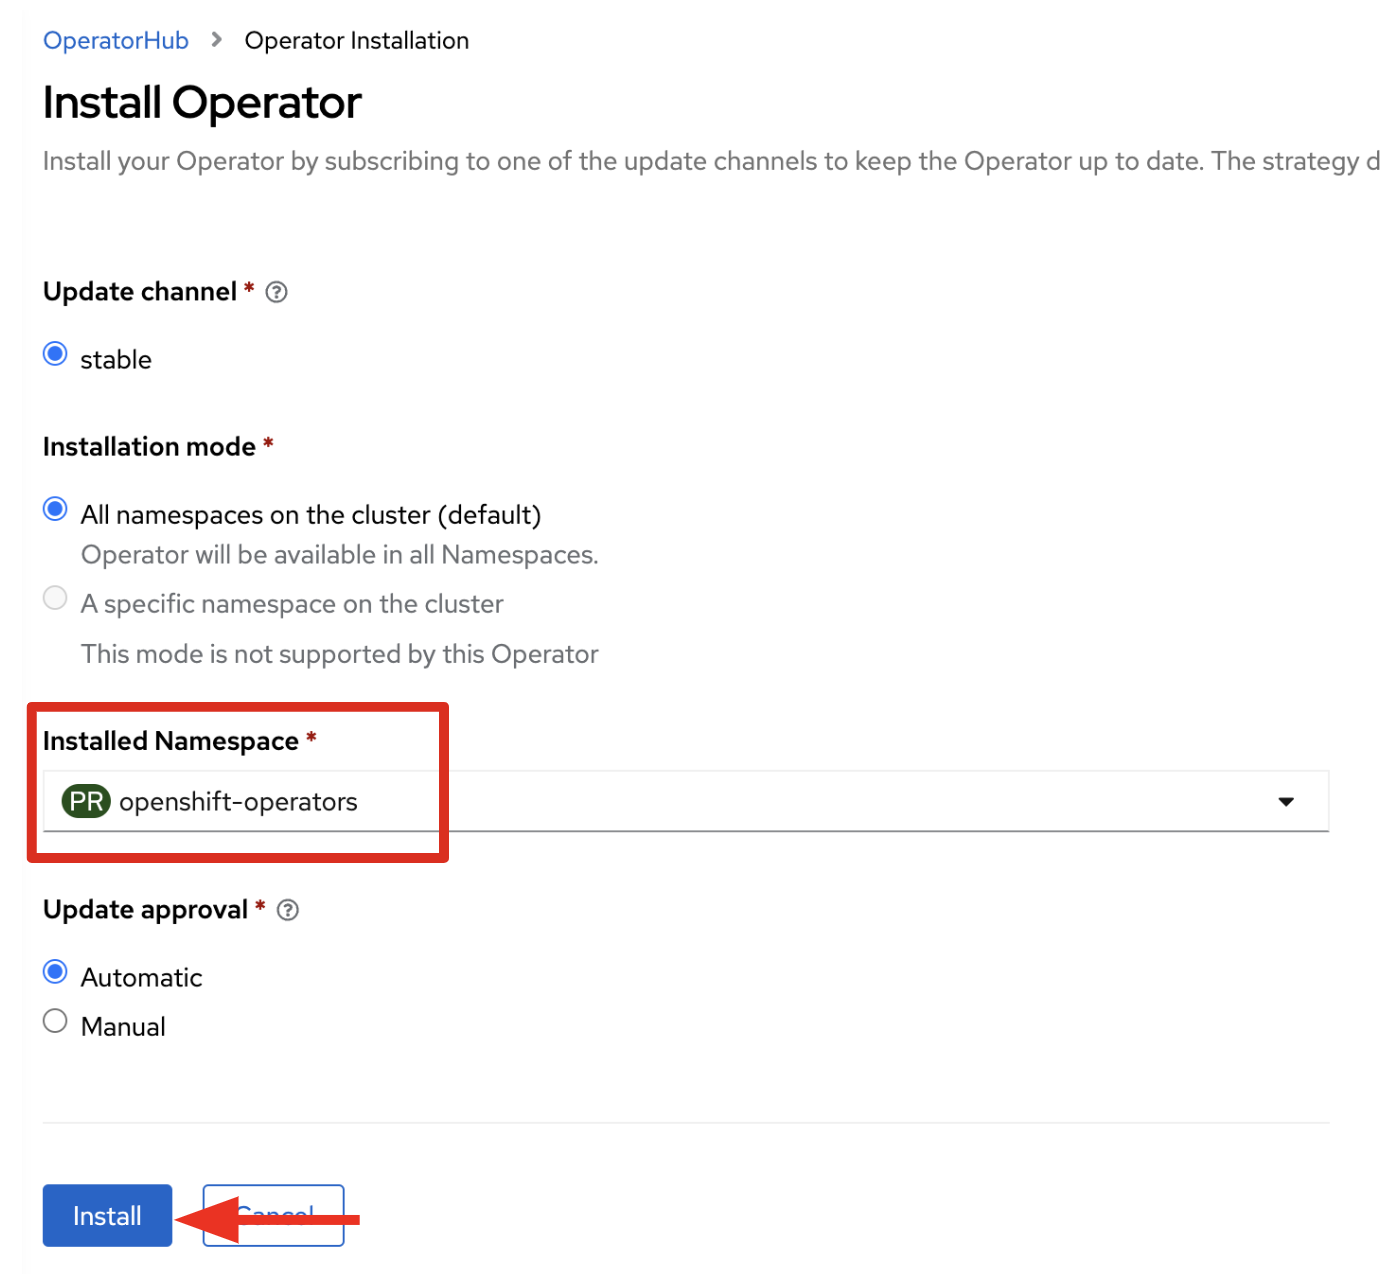 OperatorHub > Operator Installation
Install Operator
Install your Operator by subscribing to one of the update channels to keep the Operator up to date. The strategy d
Update channel *
stable
Installation mode *
All namespaces on the cluster (default)
Operator will be available in all Namespaces.
A specific namespace on the cluster
This mode is not supported by this Operator
Installed Namespace *
PR openshift-operators
Update approval *
Automatic
Manual
Install Cancel